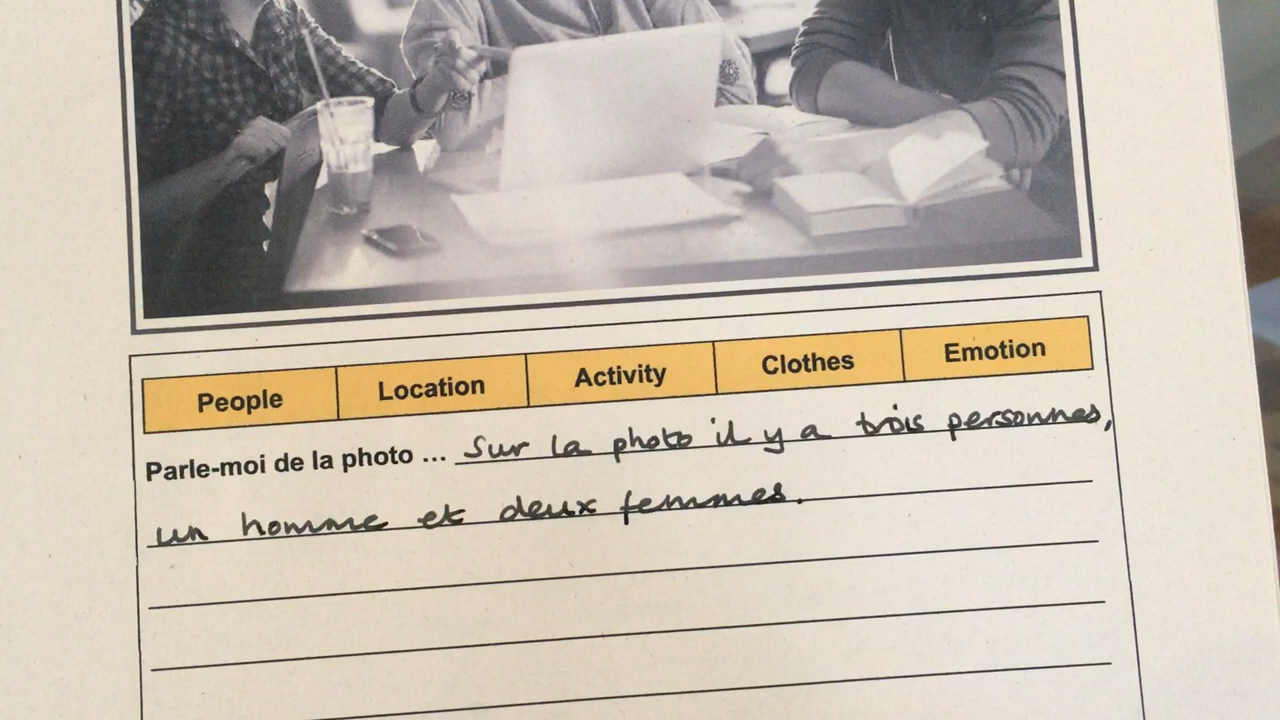 People Location Activity Clothes Emotion
Parle-moi de la photo ... Sur la photo il y a trois personnes,
un homme et deux femmes.